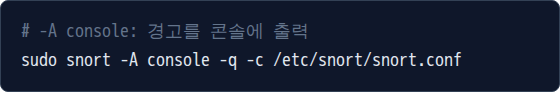 # -A console: 경고를 콘솔에 출력
sudo snort -A console -q -c /etc/snort/snort.conf